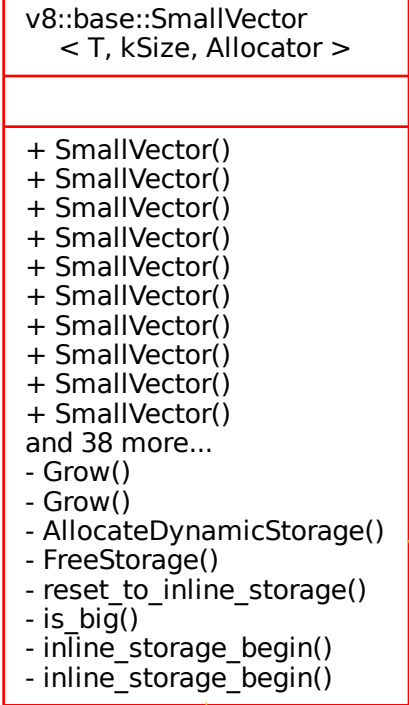 v8::base::SmallVector
< T, kSize, Allocator >
+ SmallVector()
+ SmallVector()
+ SmallVector()
+ SmallVector()
+ SmallVector()
+ SmallVector()
+ SmallVector()
+ SmallVector()
+ SmallVector()
+ SmallVector()
and 38 more...
- Grow()
- Grow()
- AllocateDynamicStorage()
- FreeStorage()
- reset_to_inline_storage()
- is_big()
- inline_storage_begin()
- inline_storage_begin()